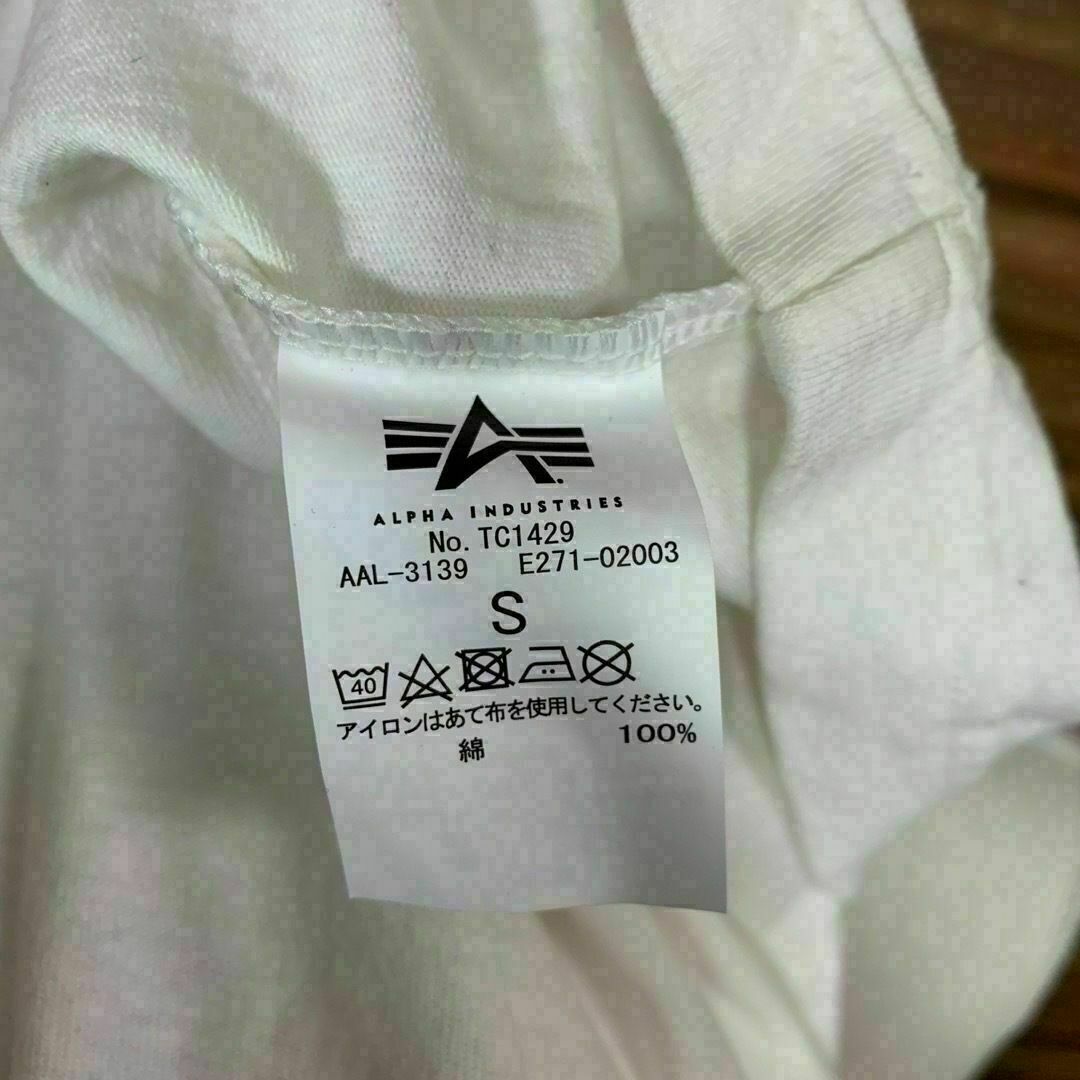 ALPHA INDUSTRIES
No. TC1429
AAL-3139 E271-02003
S
40
アイロンはあて布を使用してください。
綿 100%